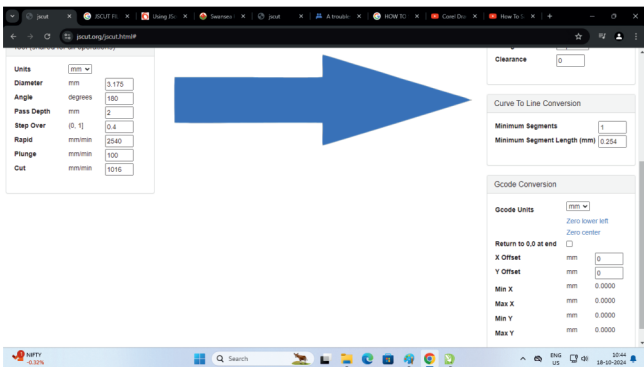 jscut
JSCUT Fil
Using JSc
Swansea
jscut
A trouble
HOW TO
Corel Dra
How To S
jscut.org/jscut.html#
Units mm
Diameter mm 3.175
Angle degrees 180
Pass Depth mm 2
Step Over (0, 1] 0.4
Rapid mm/min 2540
Plunge mm/min 100
Cut mm/min 1016
Clearance 0
Curve To Line Conversion
Minimum Segments 1
Minimum Segment Length (mm) 0.254
Gcode Conversion
Gcode Units mm
Zero lower left
Zero center
Return to 0,0 at end
X Offset mm 0
Y Offset mm 0
Min X mm 0.0000
Max X mm 0.0000
Min Y mm 0.0000
Max Y mm 0.0000
NIFTY
-0.32%
Search
ENG
US
10:44
18-10-2024